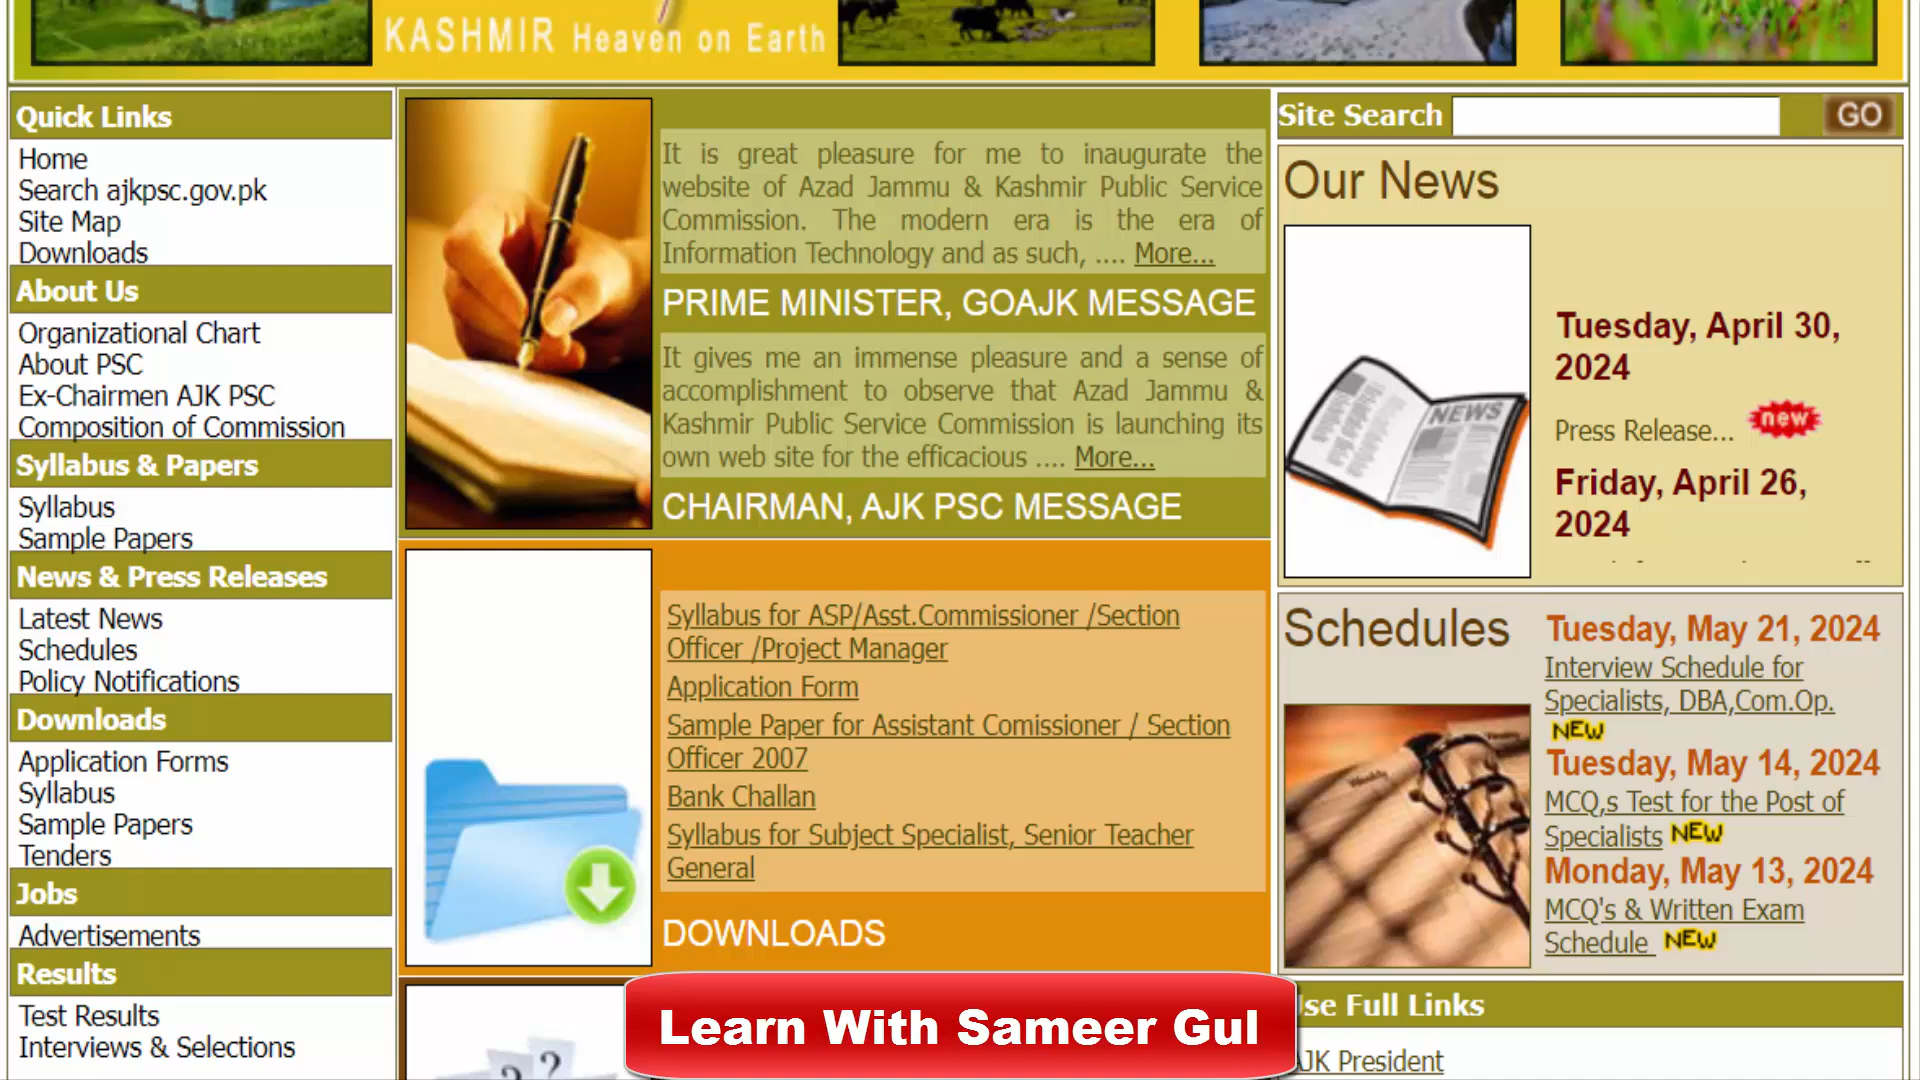 KASHMIR Heaven on Earth
Quick Links
Home
Search ajkpsc.gov.pk
Site Map
Downloads
About Us
Organizational Chart
About PSC
Ex-Chairmen AJK PSC
Composition of Commission
Syllabus & Papers
Syllabus
Sample Papers
News & Press Releases
Latest News
Schedules
Policy Notifications
Downloads
Application Forms
Syllabus
Sample Papers
Tenders
Jobs
Advertisements
Results
Test Results
Interviews & Selections
It is great pleasure for me to inaugurate the
website of Azad Jammu & Kashmir Public Service
Commission. The modern era is the era of
Information Technology and as such, .... More...
PRIME MINISTER, GOAJK MESSAGE
It gives me an immense pleasure and a sense of
accomplishment to observe that Azad Jammu &
Kashmir Public Service Commission is launching its
own web site for the efficacious .... More...
CHAIRMAN, AJK PSC MESSAGE
Syllabus for ASP/Asst.Commissioner /Section
Officer /Project Manager
Application Form
Sample Paper for Assistant Comissioner / Section
Officer 2007
Bank Challan
Syllabus for Subject Specialist, Senior Teacher
General
DOWNLOADS
? ?
Learn With Sameer Gul
Site Search GO
Our News
NEWS
Tuesday, April 30,
2024
Press Release... new
Friday, April 26,
2024
Schedules
Tuesday, May 21, 2024
Interview Schedule for
Specialists, DBA,Com.Op.
NEW
Tuesday, May 14, 2024
MCQ,s Test for the Post of
Specialists NEW
Monday, May 13, 2024
MCQ's & Written Exam
Schedule NEW
Use Full Links
AJK President